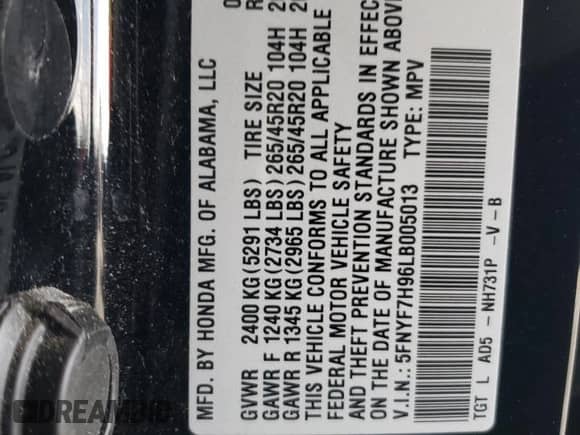 MFD. BY HONDA MFG. OF ALABAMA, LLC
GVWR 2400 KG(5291 LBS) TIRE SIZE
GAWR F 1240 KG(2734 LBS)265/45R20 104H
GAWR R 1345 KG(2965 LBS)265/45R20 104H
THIS VEHICLE CONFORMS TO ALL APPLICABLE
FEDERAL MOTOR VEHICLE SAFETY
AND THEFT PREVENTION STANDARDS IN EFFEC
ON THE DATE OF MANUFACTURE SHOWN ABOV
V.I.N.: 5FNYF7H96LB005013 TYPE: MPV
TGT L AD5 - NH731P -V - B
DREAMBID